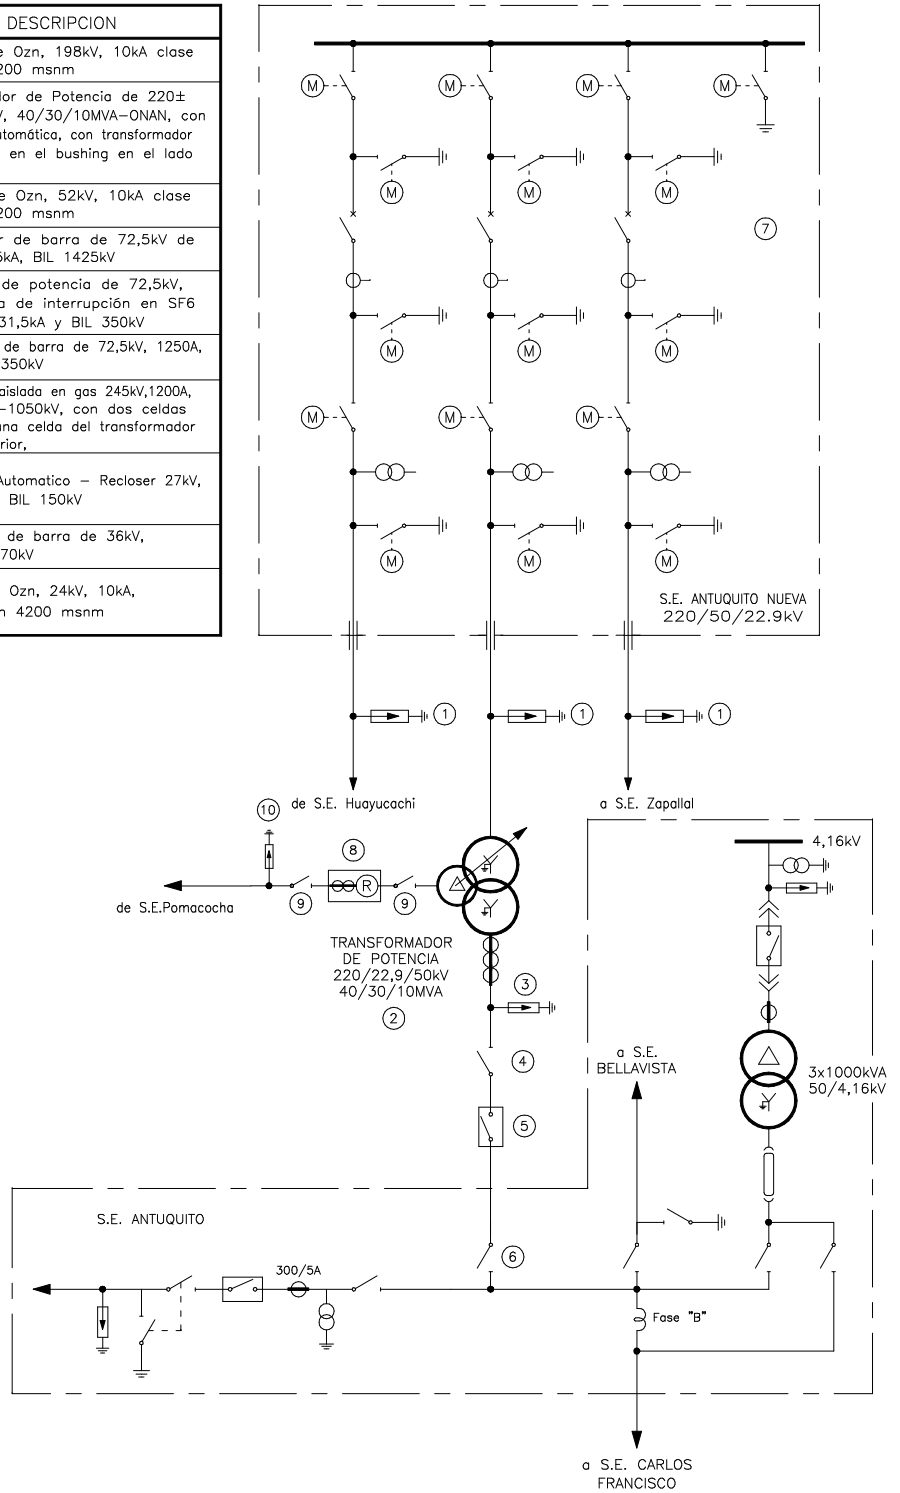 DESCRIPCION
e Ozn, 198kV, 10kA clase
200 msnm
dor de Potencia de 220±
V, 40/30/10MVA-ONAN, con
utomática, con transformador
en el bushing en el lado
e Ozn, 52kV, 10kA clase
200 msnm
r de barra de 72,5kV de
5kA, BIL 1425kV
de potencia de 72,5kV,
a de interrupción en SF6
31,5kA y BIL 350kV
de barra de 72,5kV, 1250A,
350kV
aislada en gas 245kV,1200A,
-1050kV, con dos celdas
una celda del transformador
rior,
Automatico - Recloser 27kV,
BIL 150kV
de barra de 36kV,
70kV
Ozn, 24kV, 10kA,
n 4200 msnm
M M M M
M M M
7
M M M
M M M
M M M
S.E. ANTUQUITO NUEVA
220/50/22.9kV
1 1 1
de S.E. Huayucachi
a S.E. Zapallal
10
8
4,16kV
R
9 9
de S.E.Pomacocha
TRANSFORMADOR
DE POTENCIA
220/22,9/50kV
40/30/10MVA
2
3
4
a S.E.
BELLAVISTA
3x1000kVA
50/4,16kV
5
S.E. ANTUQUITO
6
300/5A
Fase "B"
a S.E. CARLOS
FRANCISCO